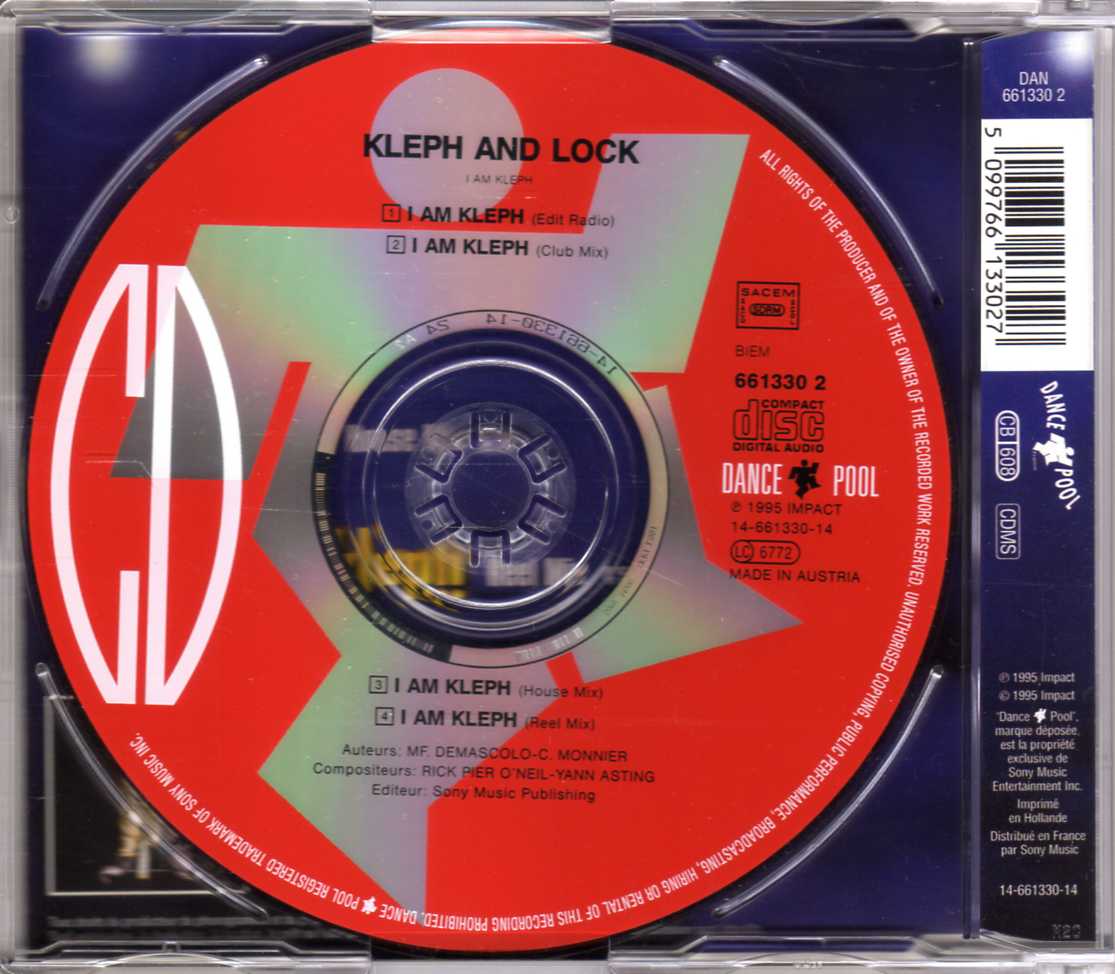 KLEPH AND LOCK
I AM KLEPH
1 I AM KLEPH (Edit Radio)
2 I AM KLEPH (Club Mix)
CD
SACEM
SDRM
BIEM
661330 2
COMPACT
disc
DIGITAL AUDIO
DANCE POOL
℗ 1995 IMPACT
14-661330-14
LC 6772
MADE IN AUSTRIA
14-661330-14
3 I AM KLEPH (House Mix)
4 I AM KLEPH (Reel Mix)
Auteurs: MF. DEMASCOLO-C. MONNIER
Compositeurs: RICK PIER O'NEIL-YANN ASTING
Editeur: Sony Music Publishing
ALL RIGHTS OF THE PRODUCER AND OF THE OWNER OF THE RECORDED WORK RESERVED. UNAUTHORISED COPYING, PUBLIC PERFORMANCE, BROADCASTING, HIRING OR RENTAL OF THIS RECORDING PROHIBITED. DANCE POOL REGISTERED TRADEMARK OF SONY MUSIC INC.
DAN
661330 2
5 099766 133027
DANCE POOL
CB 608
CDMS
℗ 1995 Impact
© 1995 Impact
"Dance Pool",
marque déposée,
est la propriété
exclusive de
Sony Music
Entertainment Inc.
Imprimé
en Hollande
Distribué en France
par Sony Music
14-661330-14